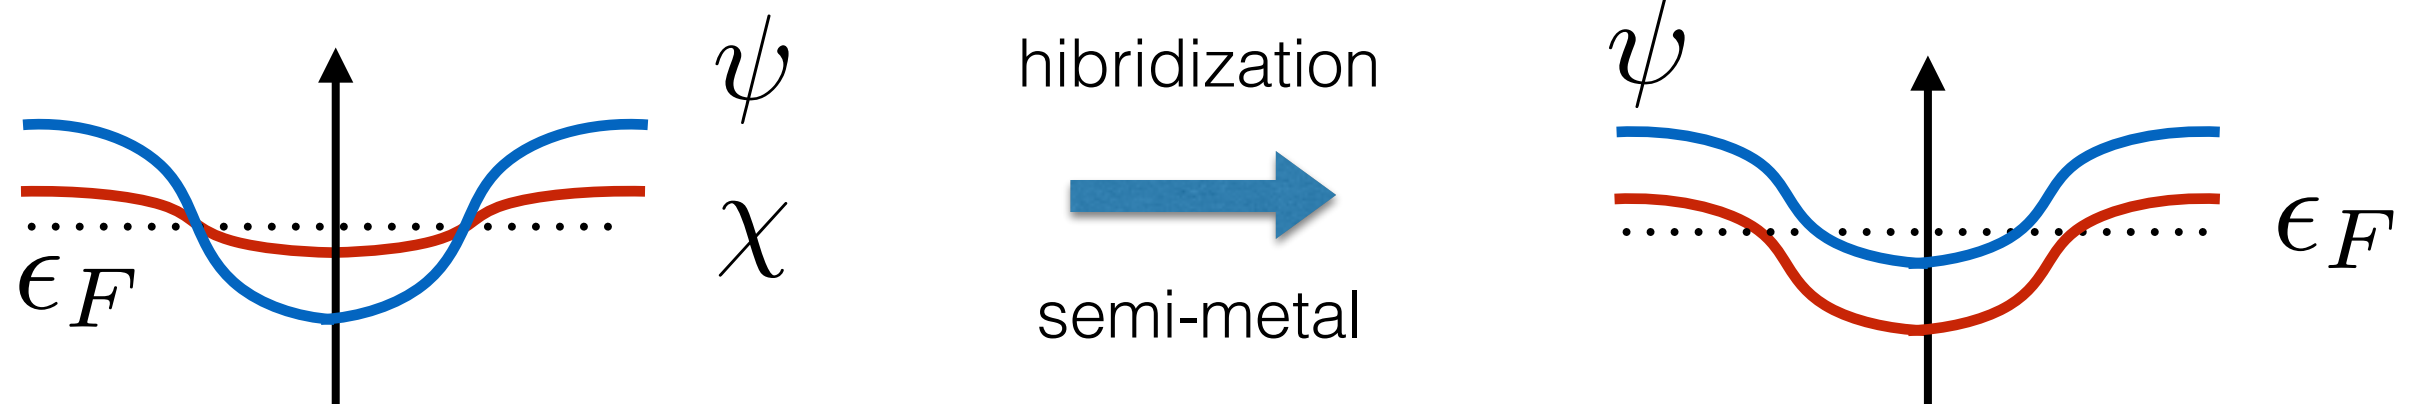 ψ
χ
ϵF
hibridization
semi-metal
ψ
ϵF